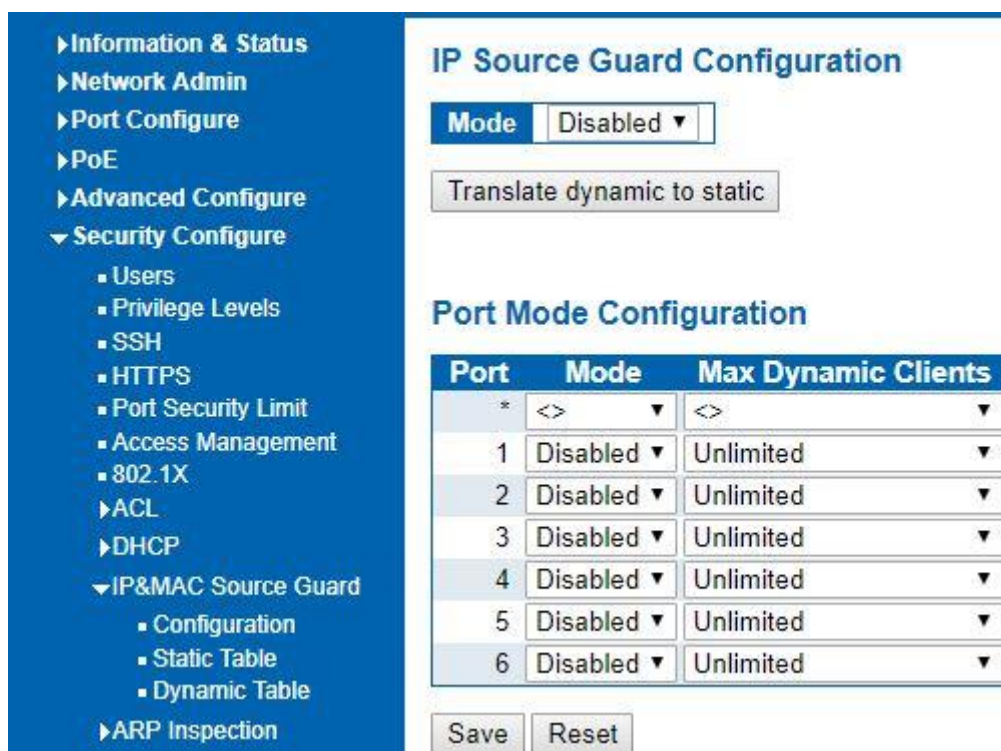 Information & Status
Network Admin
Port Configure
PoE
Advanced Configure
Security Configure
Users
Privilege Levels
SSH
HTTPS
Port Security Limit
Access Management
802.1X
ACL
DHCP
IP&MAC Source Guard
Configuration
Static Table
Dynamic Table
ARP Inspection
IP Source Guard Configuration
Mode Disabled
Translate dynamic to static
Port Mode Configuration
Port Mode Max Dynamic Clients
* <> <>
1 Disabled Unlimited
2 Disabled Unlimited
3 Disabled Unlimited
4 Disabled Unlimited
5 Disabled Unlimited
6 Disabled Unlimited
Save Reset